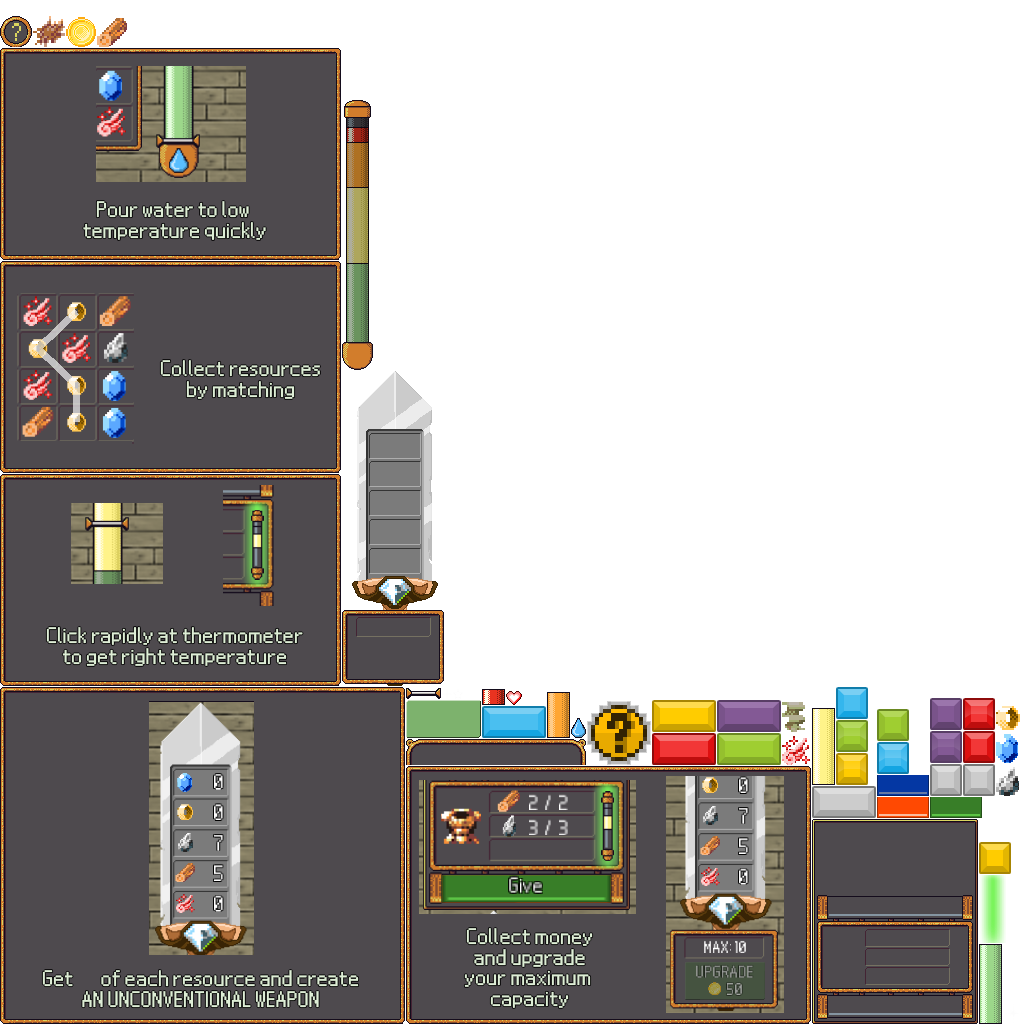 ?
Pour water to low
temperature quickly
Collect resources
by matching
Click rapidly at thermometer
to get right temperature
?
0
0
7
5
0
Get of each resource and create
AN UNCONVENTIONAL WEAPON
2/2
3/3
Give
Collect money
and upgrade
your maximum
capacity
0
7
5
0
MAX:10
UPGRADE
50